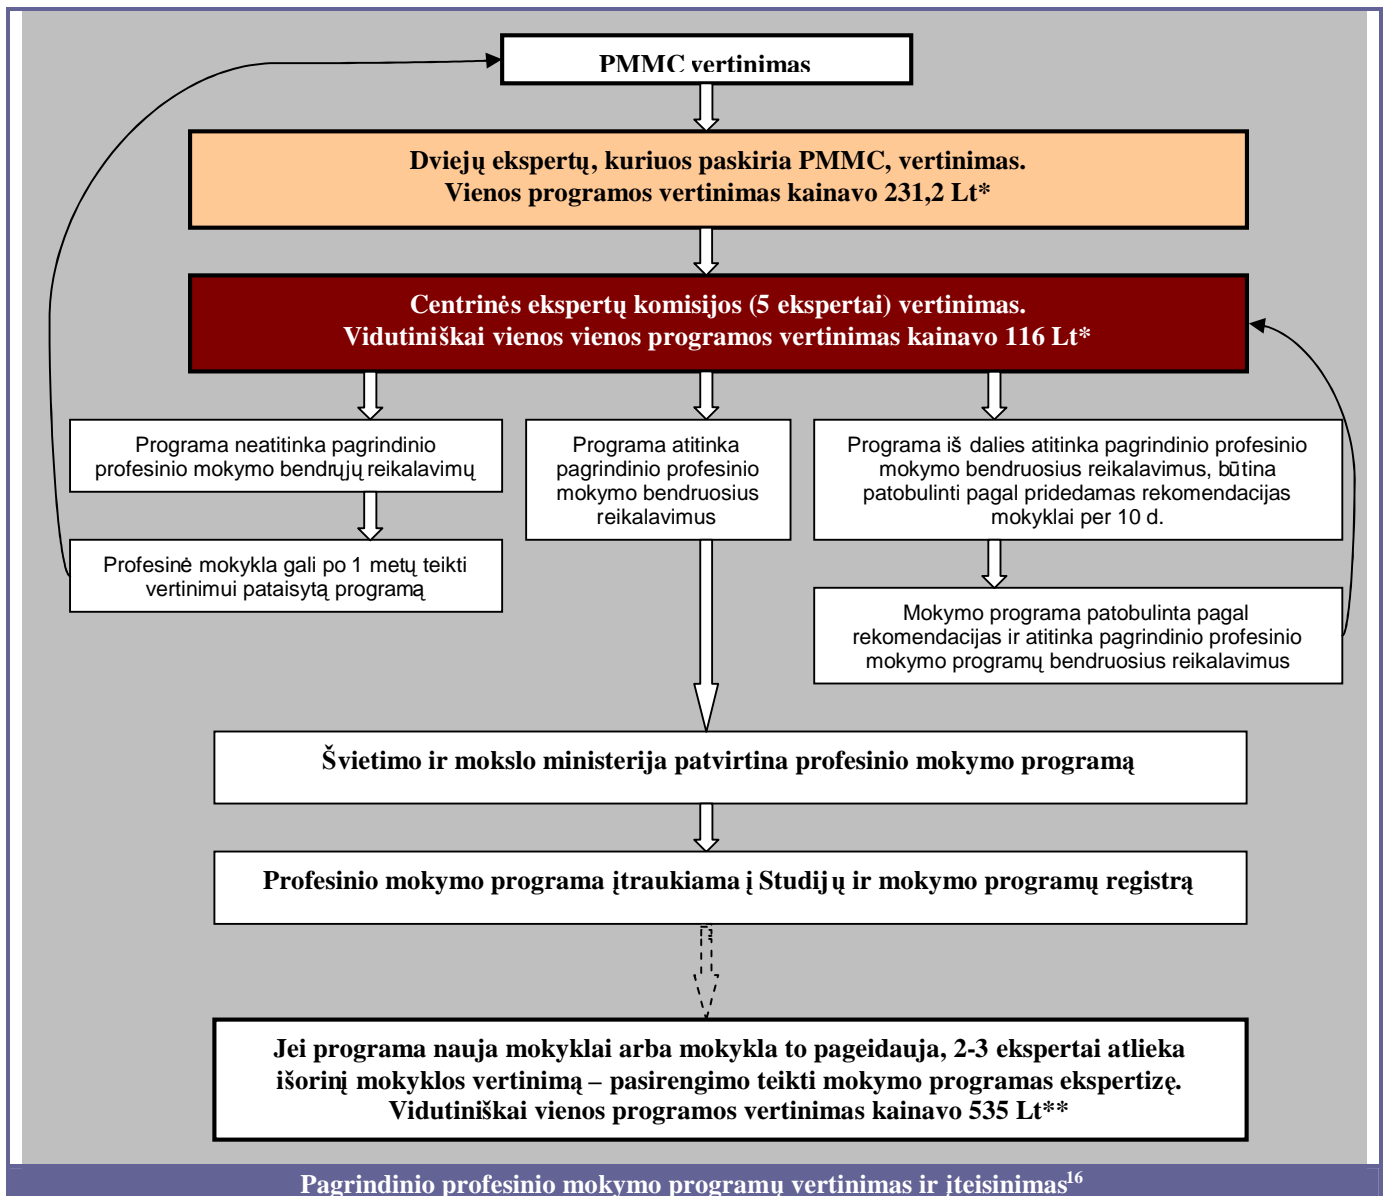 PMMC vertinimas
Dviejų ekspertų, kuriuos paskiria PMMC, vertinimas.
Vienos programos vertinimas kainavo 231,2 Lt*
Centrinės ekspertų komisijos (5 ekspertai) vertinimas.
Vidutiniškai vienos vienos programos vertinimas kainavo 116 Lt*
Programa neatitinka pagrindinio
profesinio mokymo bendrųjų reikalavimų
Programa atitinka
pagrindinio profesinio
mokymo bendruosius
reikalavimus
Programa iš dalies atitinka pagrindinio profesinio
mokymo bendruosius reikalavimus, būtina
patobulinti pagal pridedamas rekomendacijas
mokyklai per 10 d.
Profesinė mokykla gali po 1 metų teikti
vertinimui pataisytą programą
Mokymo programa patobulinta pagal
rekomendacijas ir atitinka pagrindinio profesinio
mokymo programų bendruosius reikalavimus
Švietimo ir mokslo ministerija patvirtina profesinio mokymo programą
Profesinio mokymo programa įtraukiama į Studijų ir mokymo programų registrą
Jei programa nauja mokyklai arba mokykla to pageidauja, 2-3 ekspertai atlieka
išorinį mokyklos vertinimą – pasirengimo teikti mokymo programas ekspertizę.
Vidutiniškai vienos programos vertinimas kainavo 535 Lt**
Pagrindinio profesinio mokymo programų vertinimas ir įteisinimas16